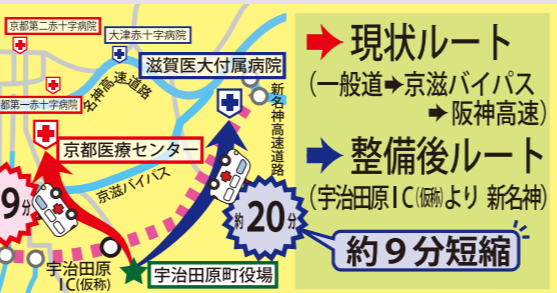 京都第二赤十字病院
大津赤十字病院
滋賀医大付属病院
名神高速道路
都第一赤十字病院
新名神高速道路
京都医療センター
京滋バイパス
9分
約20分
宇治田原
IC(仮称)
宇治田原町役場
現状ルート
(一般道➡京滋バイパス
➡阪神高速)
整備後ルート
(宇治田原IC(仮称)より 新名神)
約9分短縮